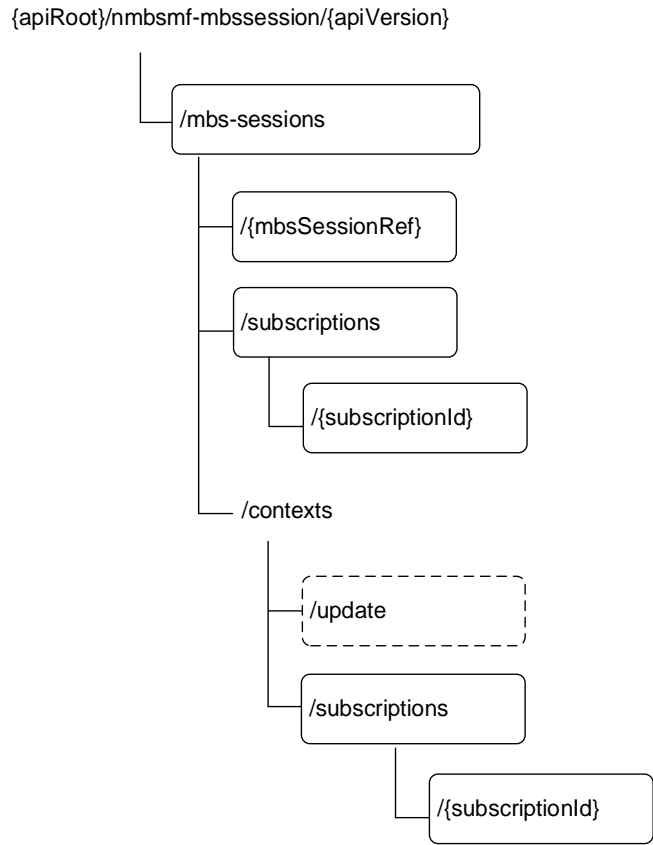 {apiRoot}/nmbsmf-mbssession/{apiVersion}
/mbs-sessions
/{mbsSessionRef}
/subscriptions
/{subscriptionId}
/contexts
/update
/subscriptions
/{subscriptionId}